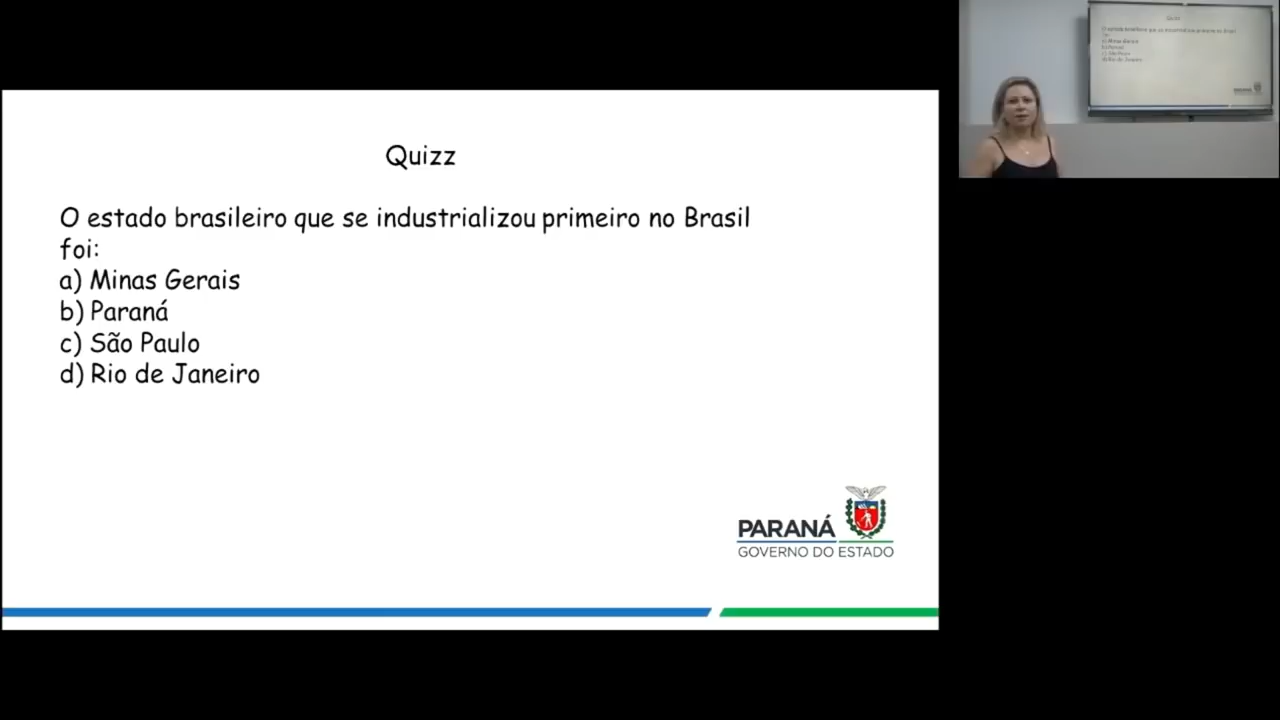 Quizz
O estado brasileiro que se industrializou primeiro no Brasil
foi:
a) Minas Gerais
b) Paraná
c) São Paulo
d) Rio de Janeiro
PARANÁ
GOVERNO DO ESTADO